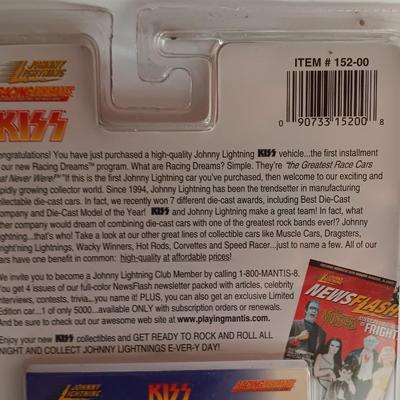 JOHNNY LIGHTNING
RACING DREAMS
KISS
ITEM # 152-00
0 90733 15200 8
ongratulations! You have just purchased a high-quality Johnny Lightning KISS vehicle...the first installment
our new Racing Dreams™ program. What are Racing Dreams? Simple. They're "the Greatest Race Cars
at Never Were!" If this is the first Johnny Lightning car you've purchased, then welcome to our exciting and
pidly growing collector world. Since 1994, Johnny Lightning has been the trendsetter in manufacturing
llectable die-cast cars. In fact, we recently won 7 different die-cast awards, including Best Die-Cast
ompany and Die-Cast Model of the Year! KISS and Johnny make a great team! In fact, what
her company would dream of combining die-cast cars with one of the greatest rock bands ever!? Johnny
ghtning...that's who! Take a look at our other great lines of collectible cars like Muscle Cars, Dragsters,
ight'ning Lightnings, Wacky Winners, Hot Rods, Corvettes and Speed Racer...just to name a few. All of our
ars have one benefit in common: high-quality at affordable prices!
e invite you to become a Johnny Lightning Club Member by calling 1-800-MANTIS-8.
u get 4 issues of our full-color NewsFlash newsletter packed with articles, celebrity
nterviews, contests, trivia...you name it! PLUS, you can also get an exclusive Limited
Edition car...1 of only 5000...available ONLY with subscription orders or renewals.
nd be sure to check out our awesome web site at www.playingmantis.com.
Enjoy your new KISS collectibles and GET READY TO ROCK AND ROLL ALL
NIGHT AND COLLECT JOHNNY LIGHTNINGS E-VER-Y DAY!
NEWSFLASH
FRIGHT
JOHNNY LIGHTNING
KISS
RACING DREAMS